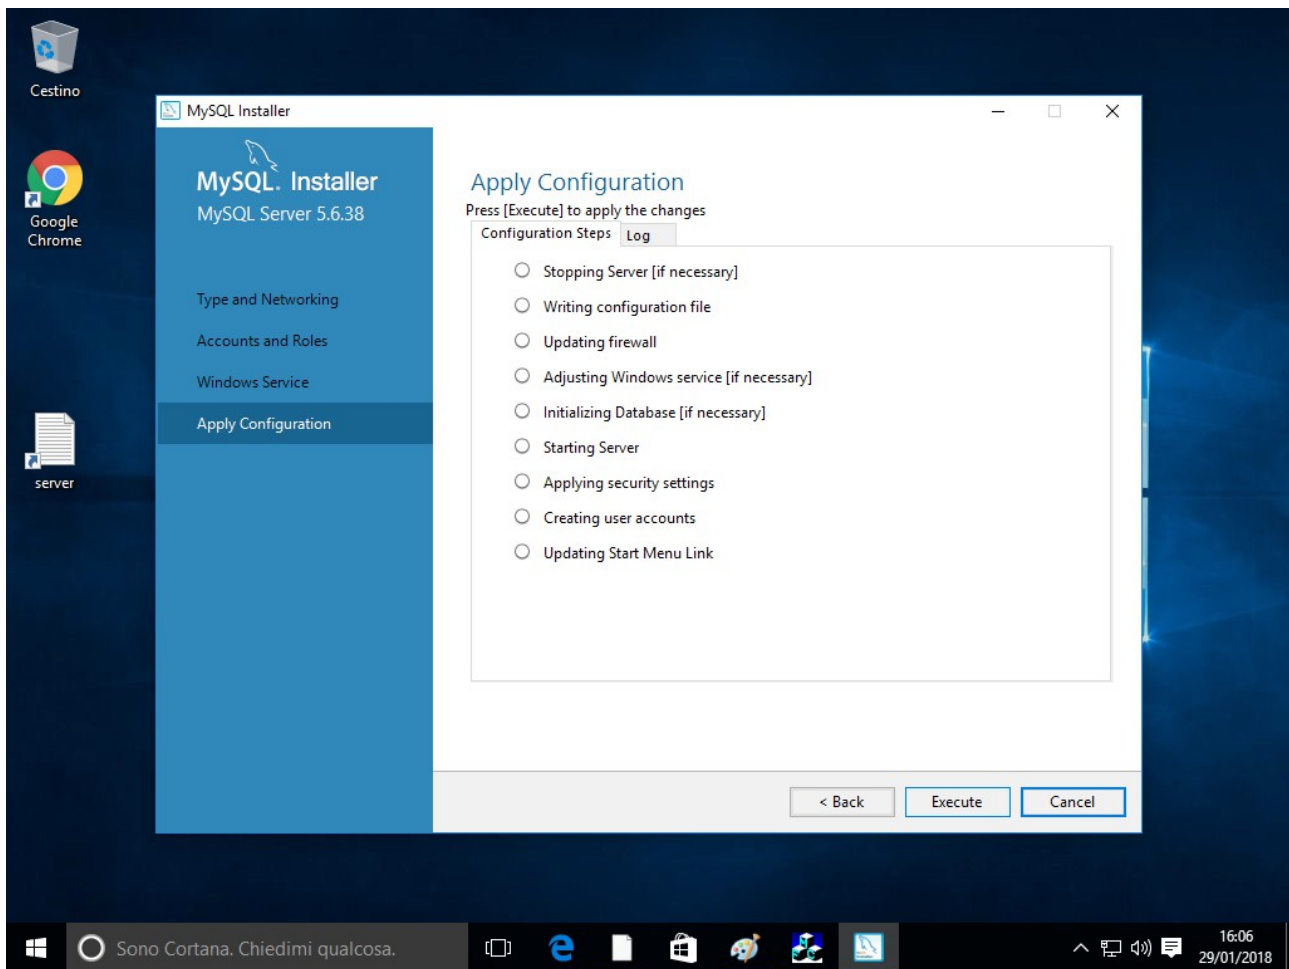 Cestino
Google
Chrome
server
MySQL Installer
MySQL. Installer
MySQL Server 5.6.38
Type and Networking
Accounts and Roles
Windows Service
Apply Configuration
Apply Configuration
Press [Execute] to apply the changes
Configuration Steps Log
Stopping Server [if necessary]
Writing configuration file
Updating firewall
Adjusting Windows service [if necessary]
Initializing Database [if necessary]
Starting Server
Applying security settings
Creating user accounts
Updating Start Menu Link
< Back Execute Cancel
Sono Cortana. Chiedimi qualcosa.
16:06
29/01/2018